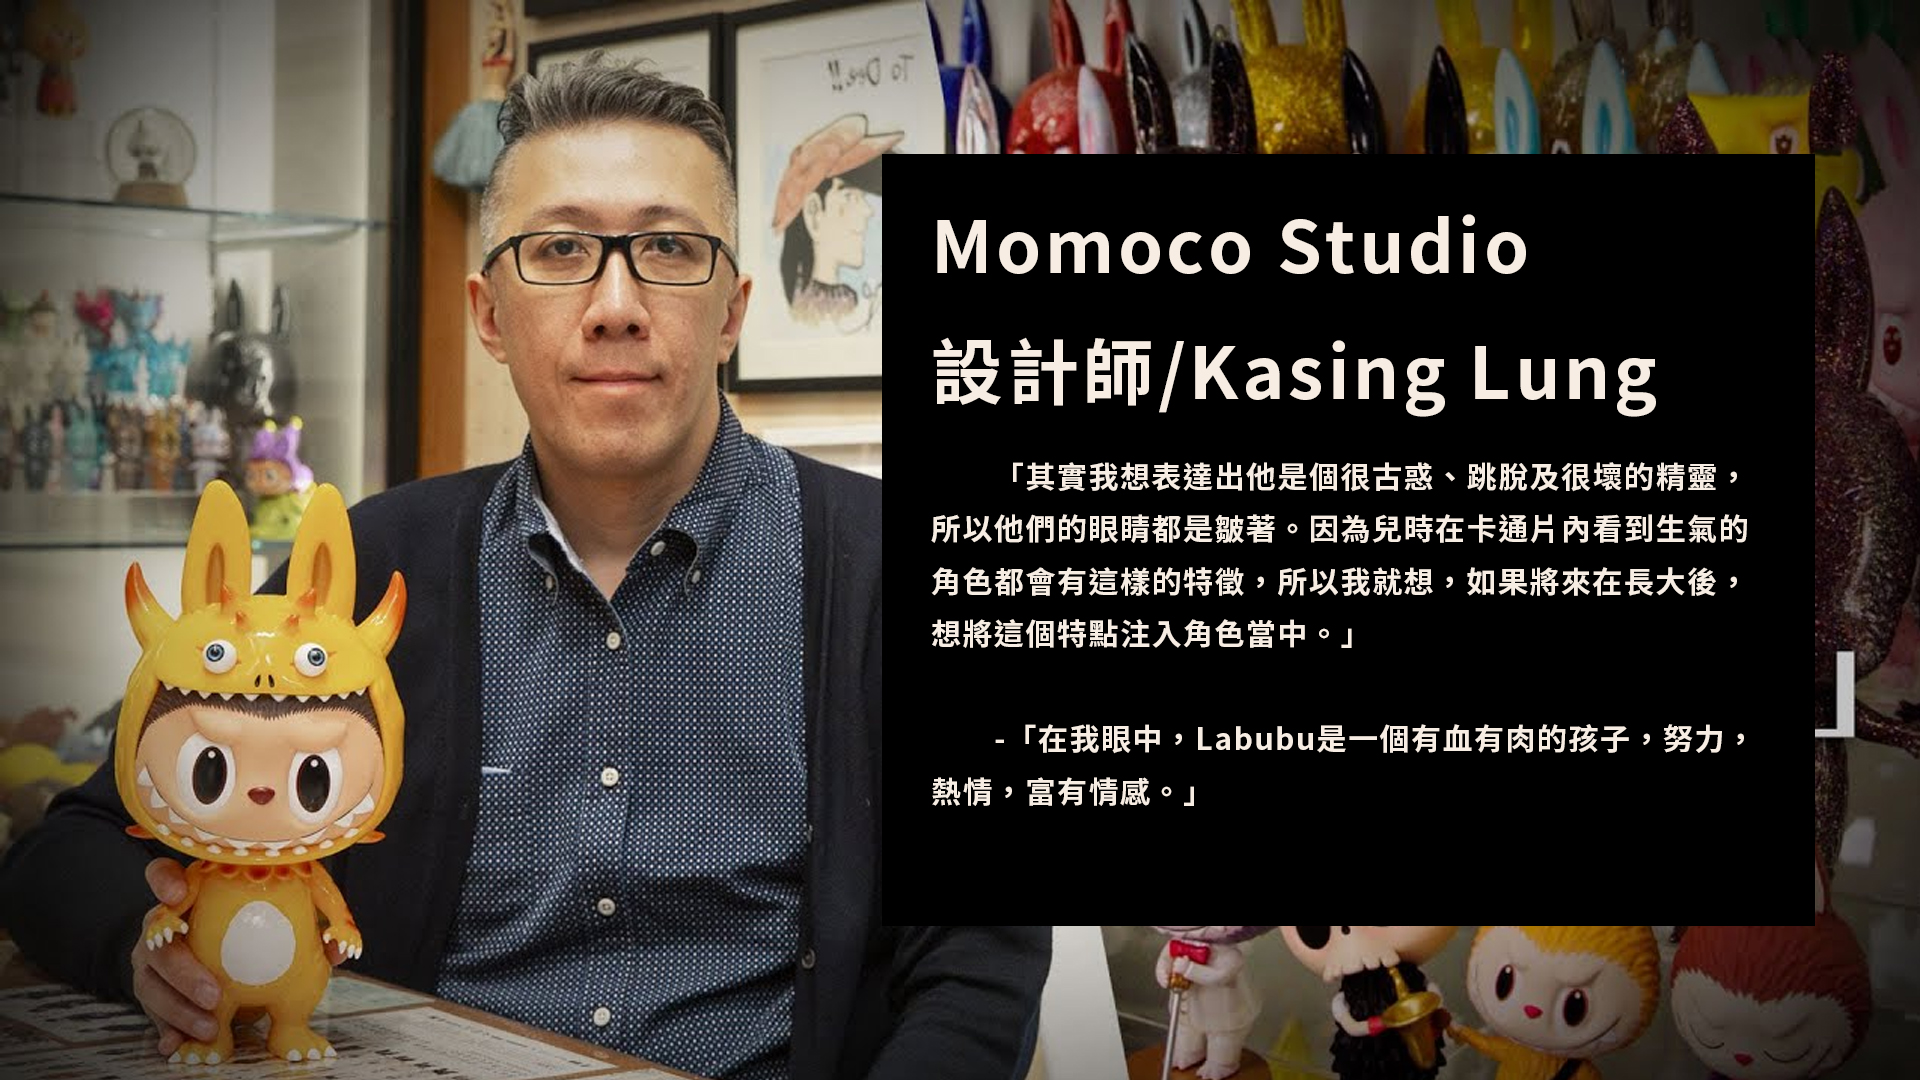 To Dee!!
Momoco Studio
設計師/Kasing Lung
「其實我想表達出他是個很古惑、跳脫及很壞的精靈，
所以他們的眼睛都是皺著。因為兒時在卡通片內看到生氣的
角色都會有這樣的特徵，所以我就想，如果將來在長大後，
想將這個特點注入角色當中。」
-「在我眼中，Labubu是一個有血有肉的孩子，努力，
熱情，富有情感。」
」